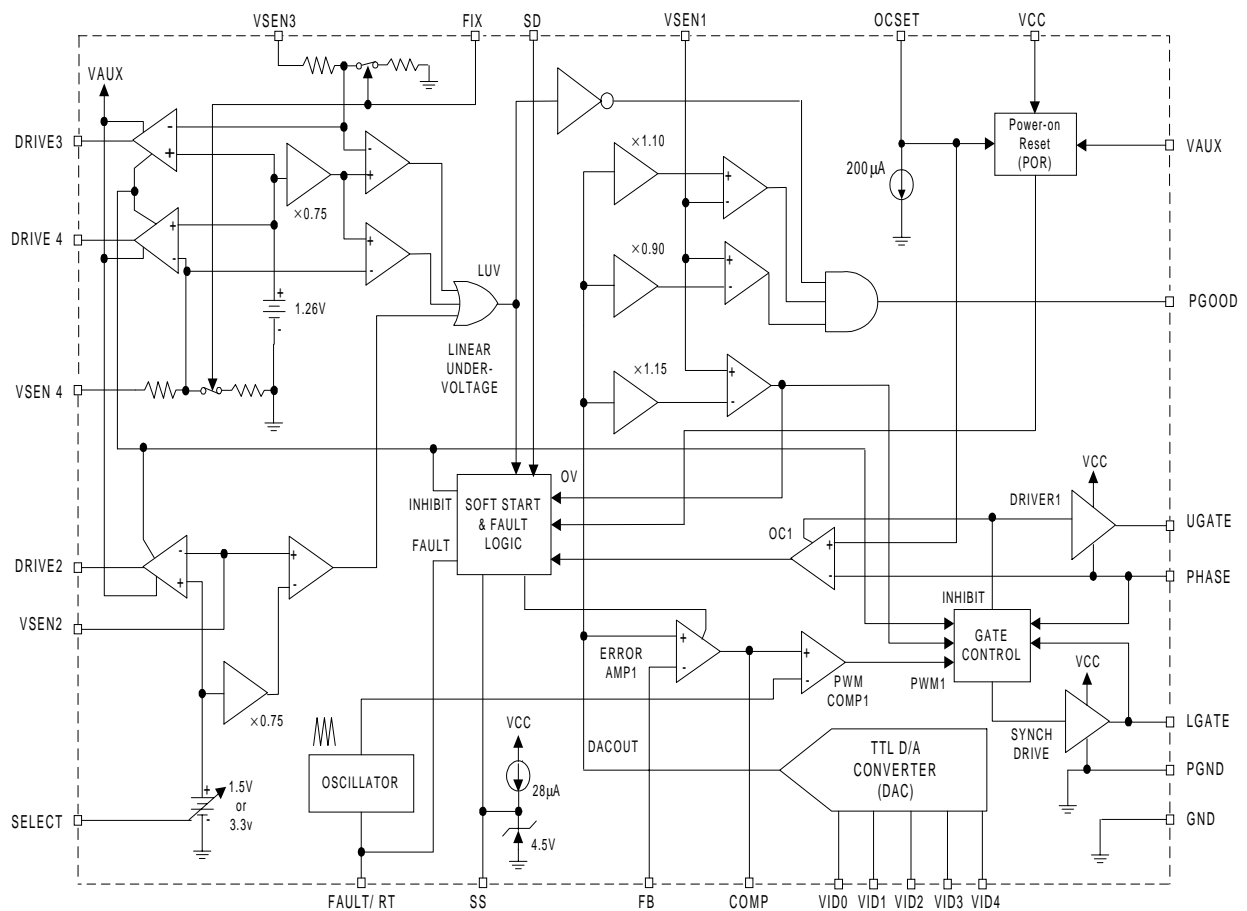 VSEN3
FIX
SD
VSEN1
OCSET
VCC
VAUX
DRIVE3
-
+
-
+
×0.75
×1.10
+
-
200µA
Power-on
Reset
(POR)
VAUX
DRIVE 4
+
-
+
-
LUV
×0.90
+
-
PGOOD
+
1.26V
-
LINEAR
UNDER-
VOLTAGE
VSEN 4
×1.15
+
-
INHIBIT
SOFT START
& FAULT
LOGIC
OV
FAULT
VCC
DRIVER1
UGATE
OC1
+
-
PHASE
DRIVE2
-
+
+
-
VSEN2
INHIBIT
GATE
CONTROL
ERROR
AMP1
+
-
+
-
PWM
COMP1
PWM1
VCC
×0.75
SYNCH
DRIVE
LGATE
VCC
DACOUT
TTL D/A
CONVERTER
(DAC)
PGND
OSCILLATOR
28µA
+
1.5V
or
3.3v
-
SELECT
4.5V
GND
FAULT/ RT
SS
FB
COMP
VID0
VID1
VID2
VID3
VID4